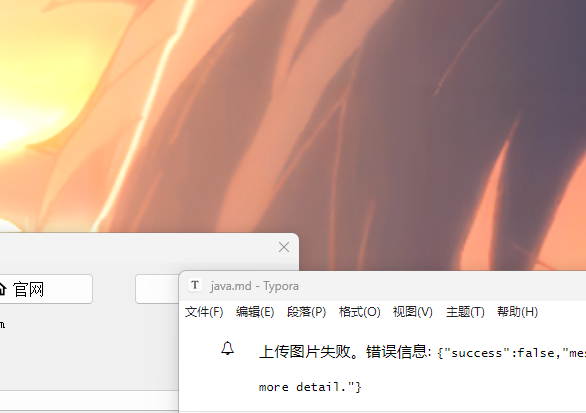 官网
java.md - Typora
文件(F) 编辑(E) 段落(P) 格式(O) 视图(V) 主题(T) 帮助(H)
上传图片失败。错误信息: {"success":false,"mes
more detail."}